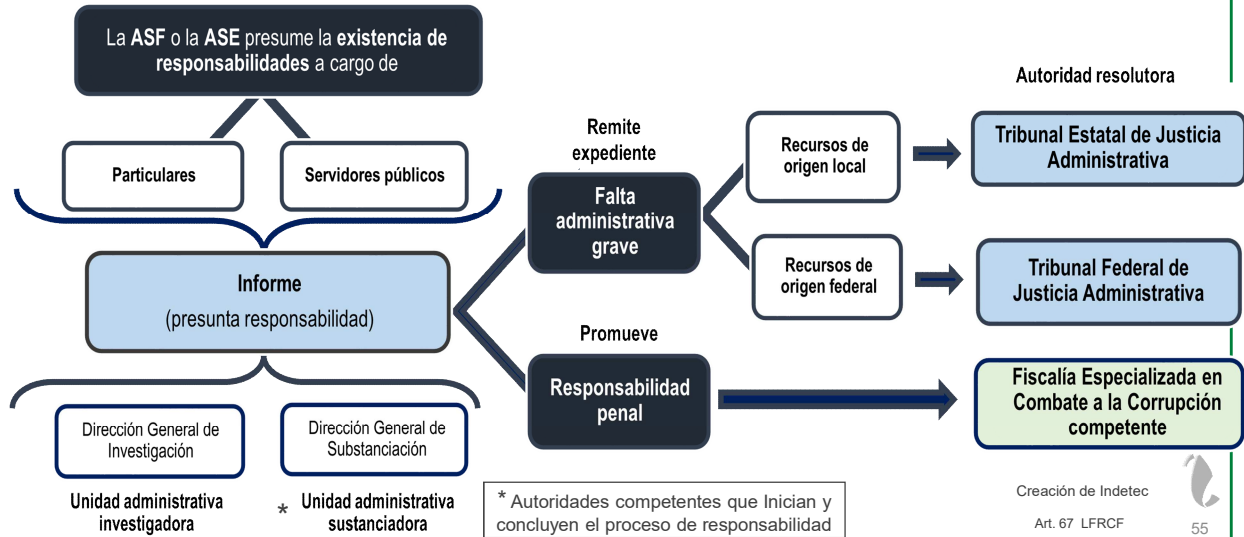 La ASF o la ASE presume la existencia de
responsabilidades a cargo de
Particulares
Servidores públicos
Informe
(presunta responsabilidad)
Dirección General de
Investigación
Dirección General de
Substanciación
Unidad administrativa
investigadora
* Unidad administrativa
sustanciadora
Remite
expediente
Falta
administrativa
grave
Promueve
Responsabilidad
penal
Recursos de
origen local
Recursos de
origen federal
Autoridad resolutora
Tribunal Estatal de Justicia
Administrativa
Tribunal Federal de
Justicia Administrativa
Fiscalía Especializada en
Combate a la Corrupción
competente
* Autoridades competentes que Inician y
concluyen el proceso de responsabilidad
Creación de Indetec
Art. 67 LFRCF
55